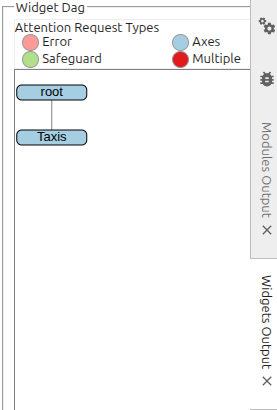 Widget Dag
Attention Request Types
Error
Axes
Safeguard
Multiple
root
Taxis
Modules Output
Widgets Output